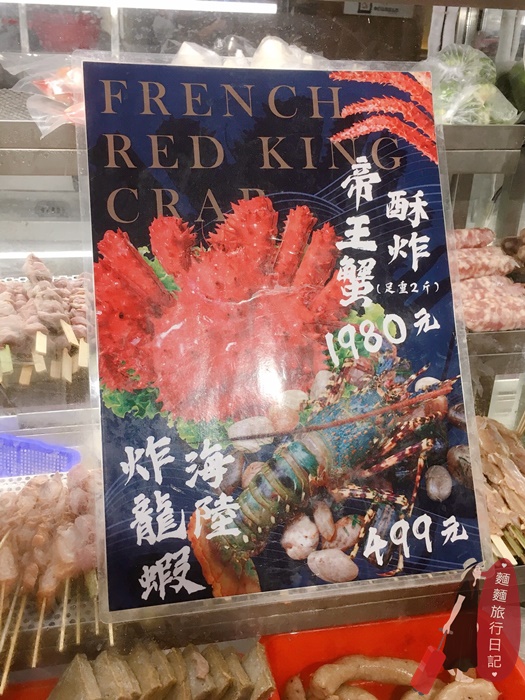 FRENCH
RED KING
CRAB
酥炸
帝王蟹
(足重2斤)
1980元
海陸
炸龍蝦
499元
麵麵旅行日記